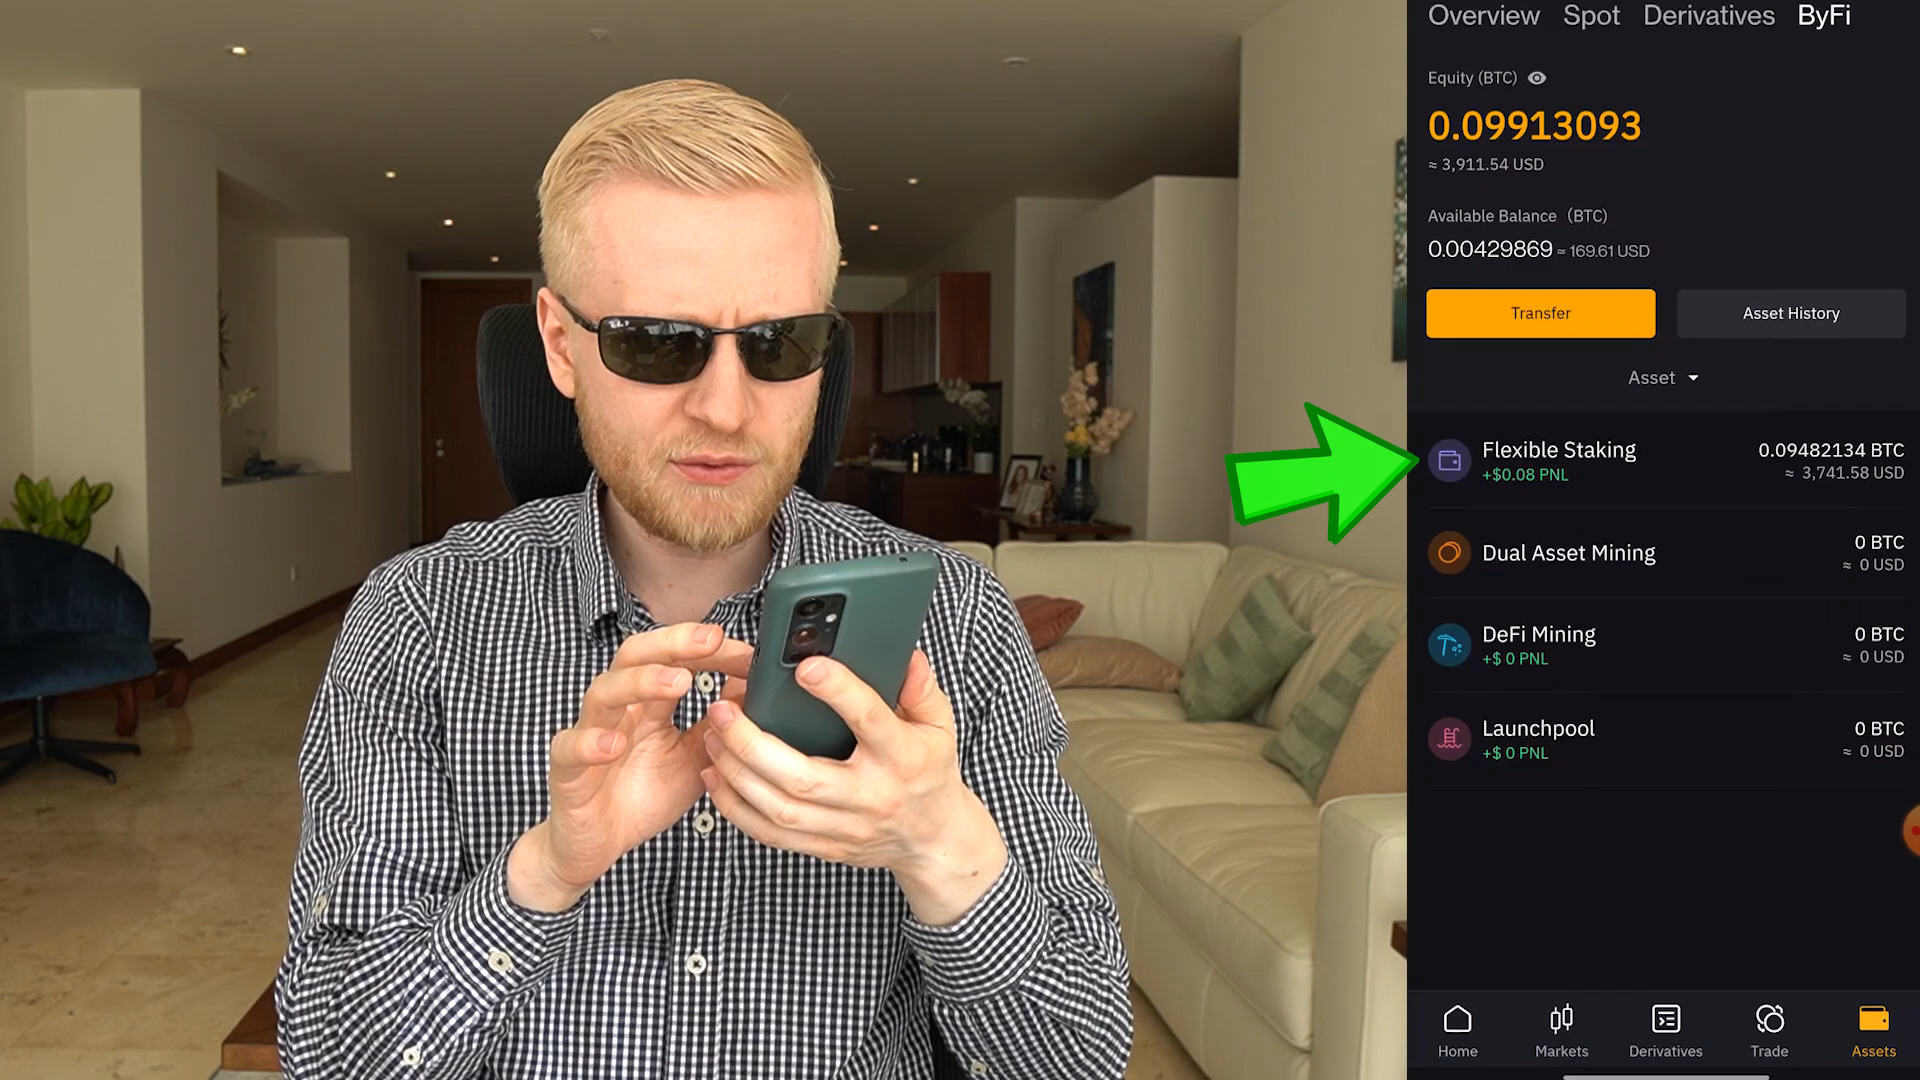 Overview Spot Derivatives ByFi
Equity (BTC)
0.09913093
≈ 3,911.54 USD
Available Balance (BTC)
0.00429869 ≈ 169.61 USD
Transfer Asset History
Asset
Flexible Staking 0.09482134 BTC
+$0.08 PNL ≈ 3,741.58 USD
Dual Asset Mining 0 BTC
≈ 0 USD
DeFi Mining 0 BTC
+$ 0 PNL ≈ 0 USD
Launchpool 0 BTC
+$ 0 PNL ≈ 0 USD
Home Markets Derivatives Trade Assets